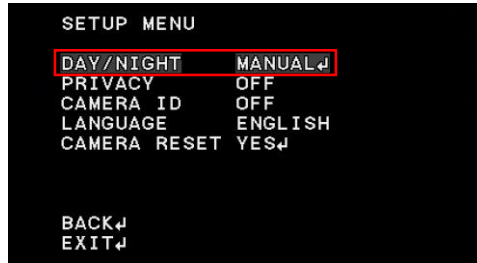 SETUP MENU
DAY/NIGHT MANUAL↲
PRIVACY OFF
CAMERA ID OFF
LANGUAGE ENGLISH
CAMERA RESET YES↲
BACK↲
EXIT↲